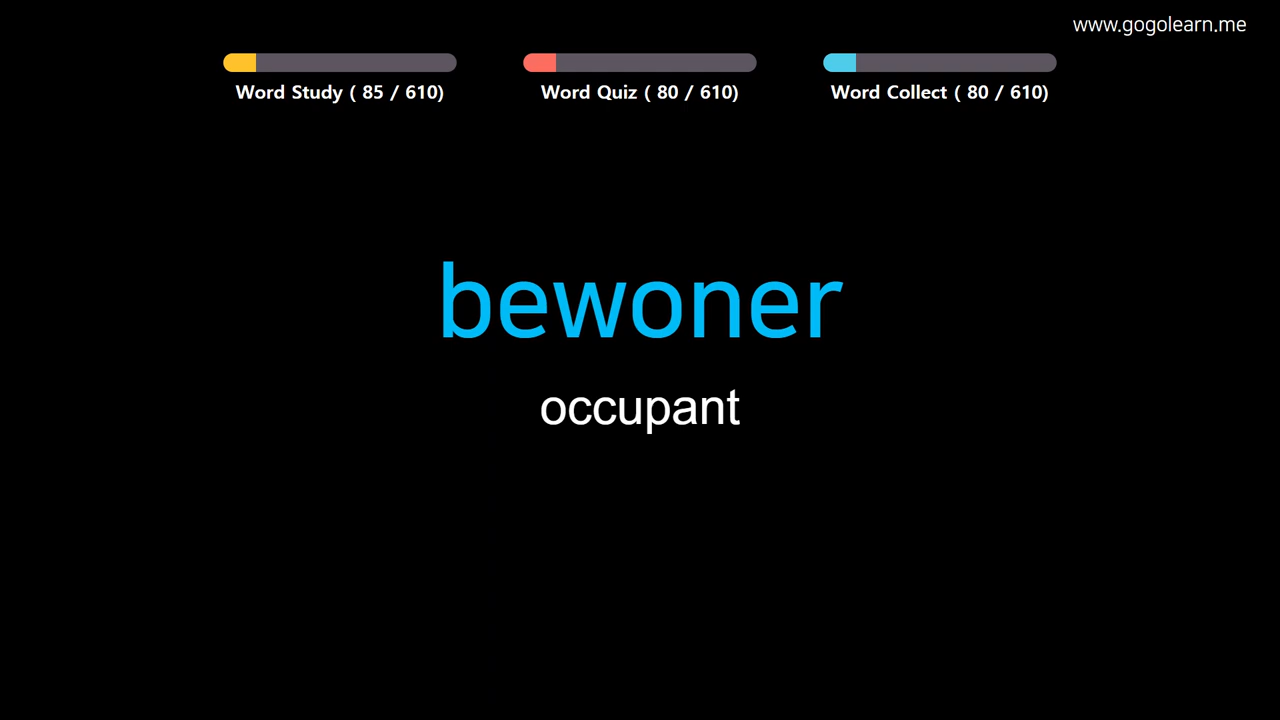 www.gogolearn.me
Word Study ( 85 / 610)
Word Quiz ( 80 / 610)
Word Collect ( 80 / 610)
bewoner
occupant